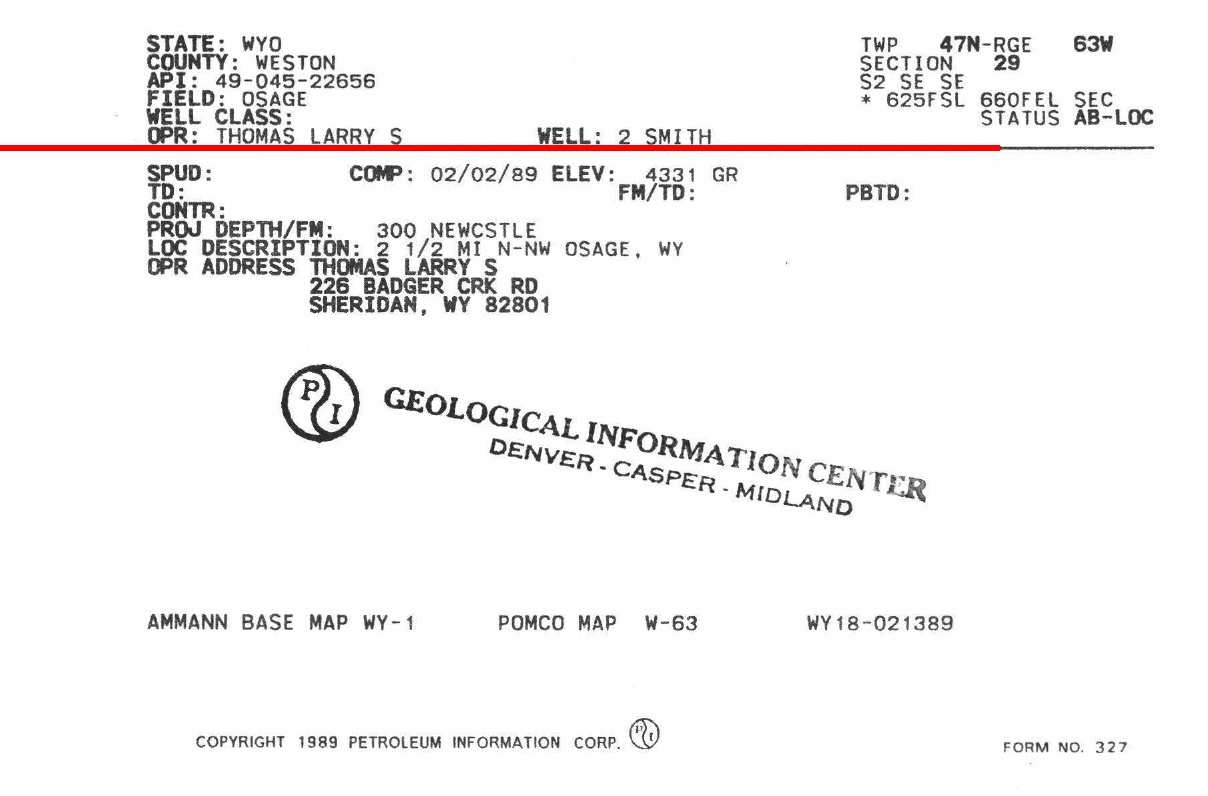 STATE: WYO
COUNTY: WESTON
API: 49-045-22656
FIELD: OSAGE
WELL CLASS:
OPR: THOMAS LARRY S WELL: 2 SMITH
TWP 47N-RGE 63W
SECTION 29
S2 SE SE
* 625FSL 660FEL SEC
STATUS AB-LOC
SPUD: COMP: 02/02/89 ELEV: 4331 GR
TD: FM/TD: PBTD:
CONTR:
PROJ DEPTH/FM: 300 NEWCSTLE
LOC DESCRIPTION: 2 1/2 MI N-NW OSAGE, WY
OPR ADDRESS THOMAS LARRY S
226 BADGER CRK RD
SHERIDAN, WY 82801
P I
GEOLOGICAL INFORMATION CENTER
DENVER - CASPER - MIDLAND
AMMANN BASE MAP WY-1 POMCO MAP W-63 WY18-021389
COPYRIGHT 1989 PETROLEUM INFORMATION CORP. P I
FORM NO. 327